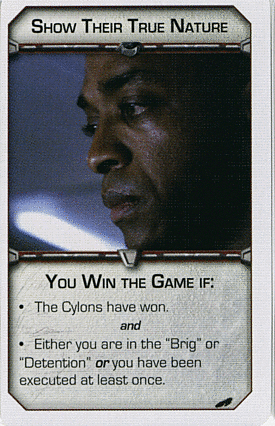 SHOW THEIR TRUE NATURE
YOU WIN THE GAME IF:
• The Cylons have won.
and
• Either you are in the "Brig" or
"Detention" or you have been
executed at least once.